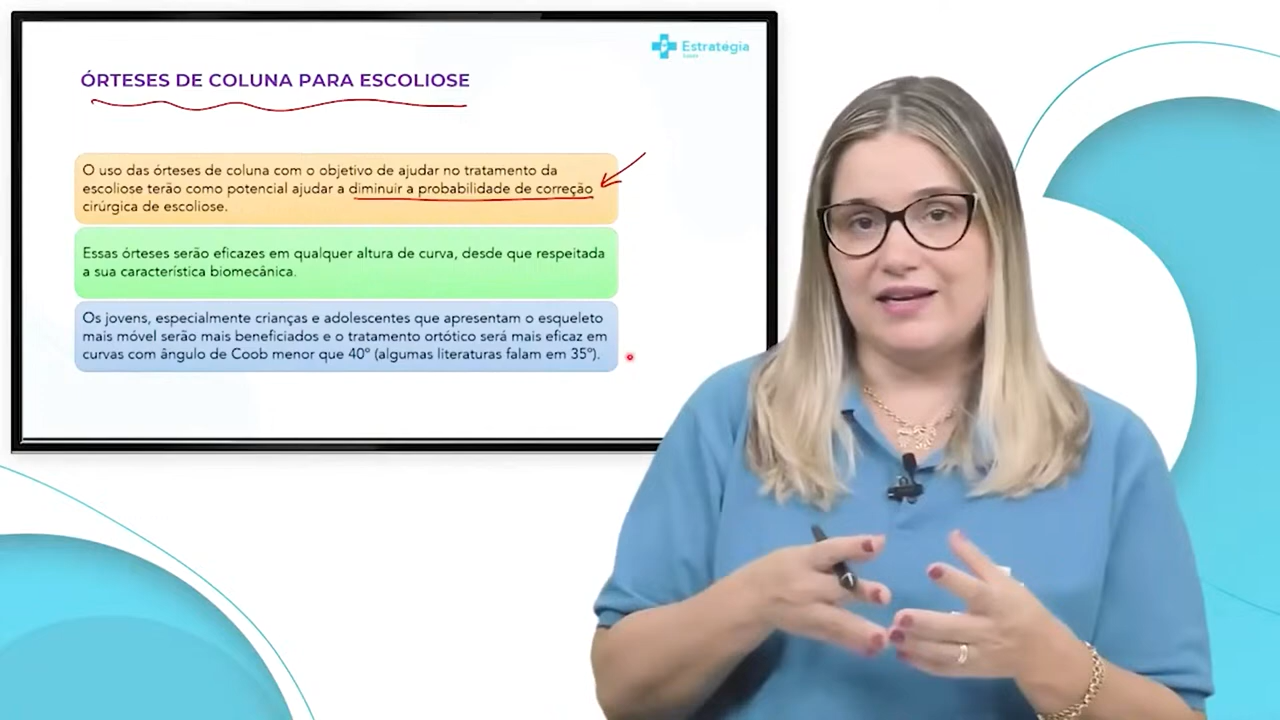 Estratégia
Saúde
ÓRTESES DE COLUNA PARA ESCOLIOSE
O uso das órteses de coluna com o objetivo de ajudar no tratamento da
escoliose terão como potencial ajudar a diminuir a probabilidade de correção
cirúrgica de escoliose.
Essas órteses serão eficazes em qualquer altura de curva, desde que respeitada
a sua característica biomecânica.
Os jovens, especialmente crianças e adolescentes que apresentam o esqueleto
mais móvel serão mais beneficiados e o tratamento ortótico será mais eficaz em
curvas com ângulo de Coob menor que 40º (algumas literaturas falam em 35º).